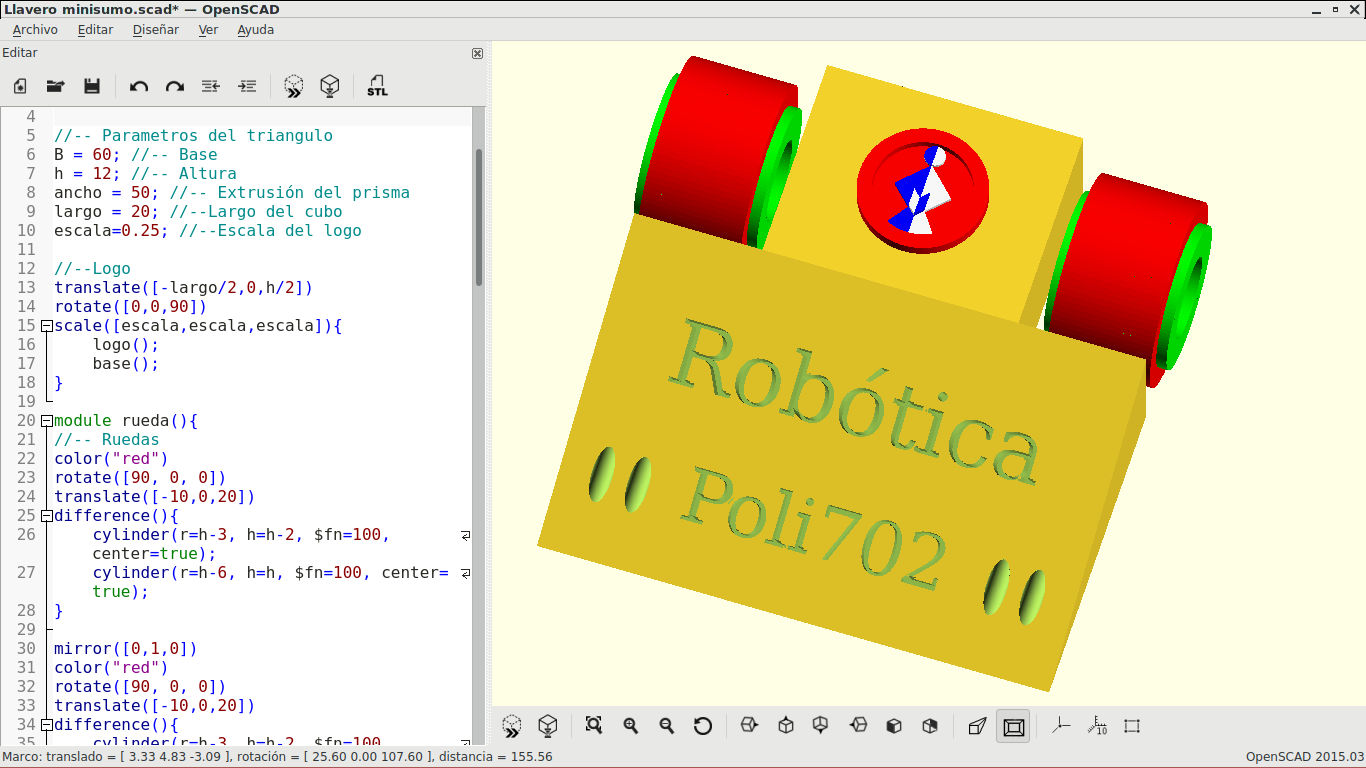 Llavero minisumo.scad* — OpenSCAD
Archivo Editar Diseñar Ver Ayuda
Editar
STL
4
5 //-- Parametros del triangulo
6 B = 60; //-- Base
7 h = 12; //-- Altura
8 ancho = 50; //-- Extrusión del prisma
9 largo = 20; //--Largo del cubo
10 escala=0.25; //--Escala del logo
11
12 //--Logo
13 translate([-largo/2,0,h/2])
14 rotate([0,0,90])
15 scale([escala,escala,escala]){
16 logo();
17 base();
18 }
19
20 module rueda(){
21 //-- Ruedas
22 color("red")
23 rotate([90, 0, 0])
24 translate([-10,0,20])
25 difference(){
26 cylinder(r=h-3, h=h-2, $fn=100,
center=true);
27 cylinder(r=h-6, h=h, $fn=100, center=
true);
28 }
29
30 mirror([0,1,0])
31 color("red")
32 rotate([90, 0, 0])
33 translate([-10,0,20])
34 difference(){
35 cylinder(r=h-3, h=h-2, $fn=100,
Robótica
Poli702
10
Marco: translado = [ 3.33 4.83 -3.09 ], rotación = [ 25.60 0.00 107.60 ], distancia = 155.56
OpenSCAD 2015.03